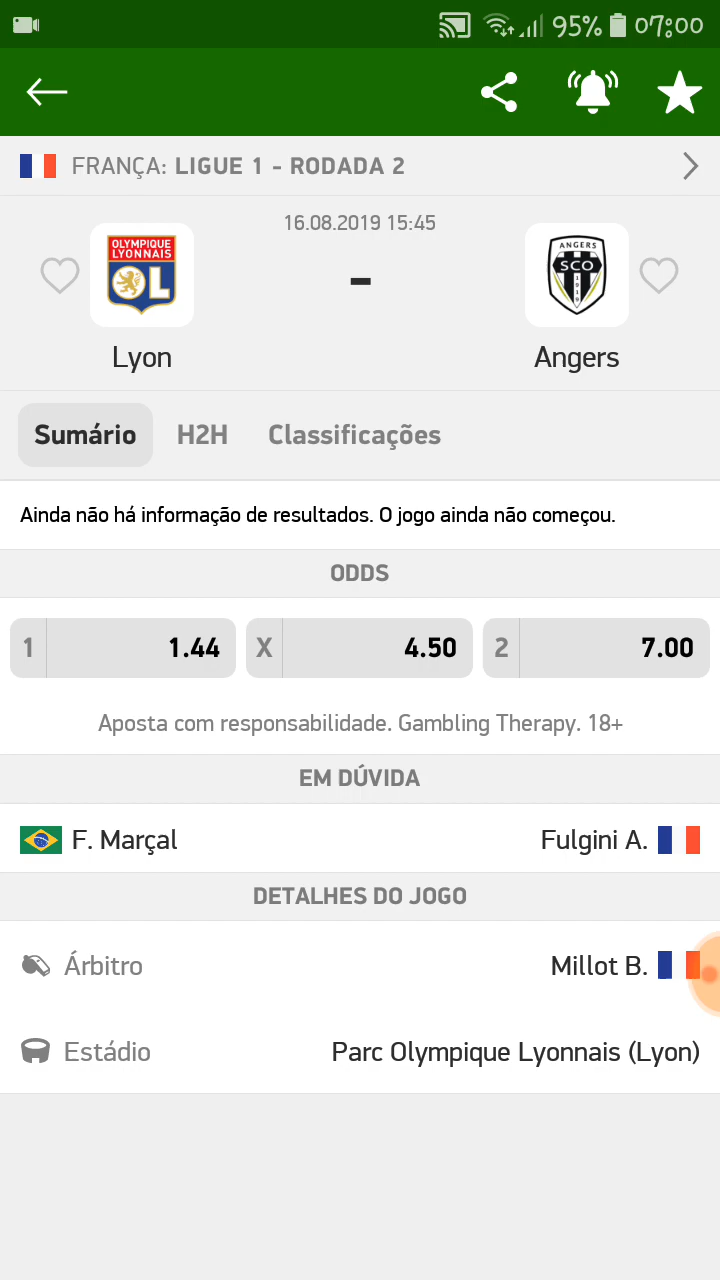 95% 07:00
FRANÇA: LIGUE 1 - RODADA 2
16.08.2019 15:45
OLYMPIQUE
LYONNAIS
OL
ANGERS
SCO
1919
-
Lyon
Angers
Sumário H2H Classificações
Ainda não há informação de resultados. O jogo ainda não começou.
ODDS
1 1.44 X 4.50 2 7.00
Aposta com responsabilidade. Gambling Therapy. 18+
EM DÚVIDA
F. Marçal Fulgini A.
DETALHES DO JOGO
Árbitro Millot B.
Estádio Parc Olympique Lyonnais (Lyon)